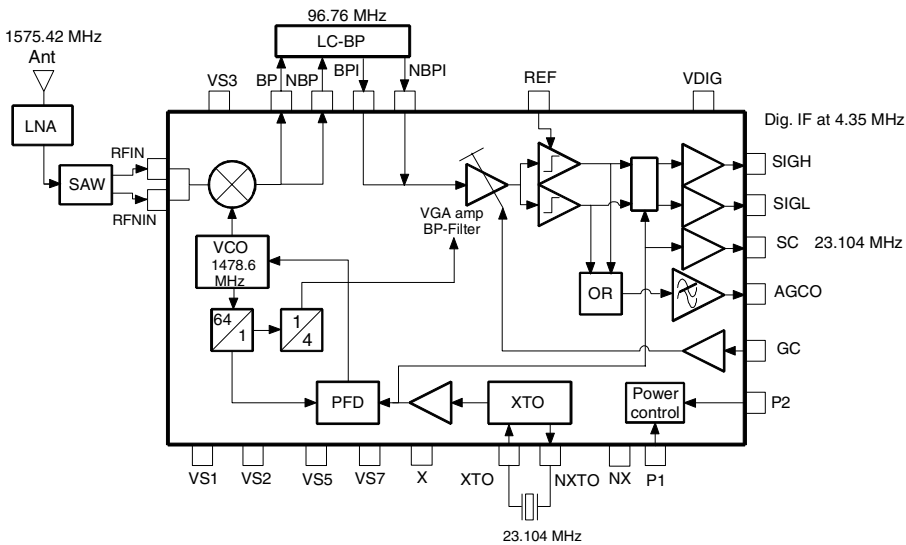 96.76 mHz
1575.42 MHz
Ant
LC-BP
BP NBP BPI NBPI
VS3
REF
VDIG
LNA
Dig. IF at 4.35 MHz
RFIN
SAW
RFNIN
SIGH
SIGL
VGA amp
BP-Filter
VCO
1478.6
MHz
SC 23.104 mHz
OR
AGCO
64
1
1
4
GC
PFD
XTO
Power
control
P2
VS1 VS2 VS5 VS7 X XTO NXTO NX P1
23.104 mHz